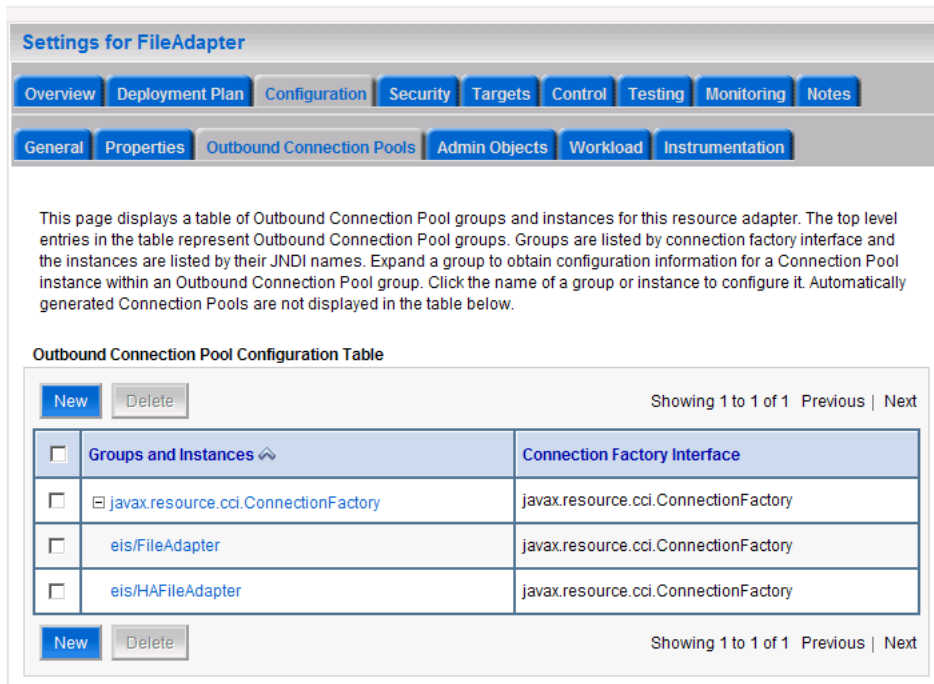 Settings for FileAdapter
Overview Deployment Plan Configuration Security Targets Control Testing Monitoring Notes
General Properties Outbound Connection Pools Admin Objects Workload Instrumentation
This page displays a table of Outbound Connection Pool groups and instances for this resource adapter. The top level
entries in the table represent Outbound Connection Pool groups. Groups are listed by connection factory interface and
the instances are listed by their JNDI names. Expand a group to obtain configuration information for a Connection Pool
instance within an Outbound Connection Pool group. Click the name of a group or instance to configure it. Automatically
generated Connection Pools are not displayed in the table below.
Outbound Connection Pool Configuration Table
New Delete Showing 1 to 1 of 1 Previous | Next
Groups and Instances Connection Factory Interface
javax.resource.cci.ConnectionFactory javax.resource.cci.ConnectionFactory
eis/FileAdapter javax.resource.cci.ConnectionFactory
eis/HAFileAdapter javax.resource.cci.ConnectionFactory
New Delete Showing 1 to 1 of 1 Previous | Next